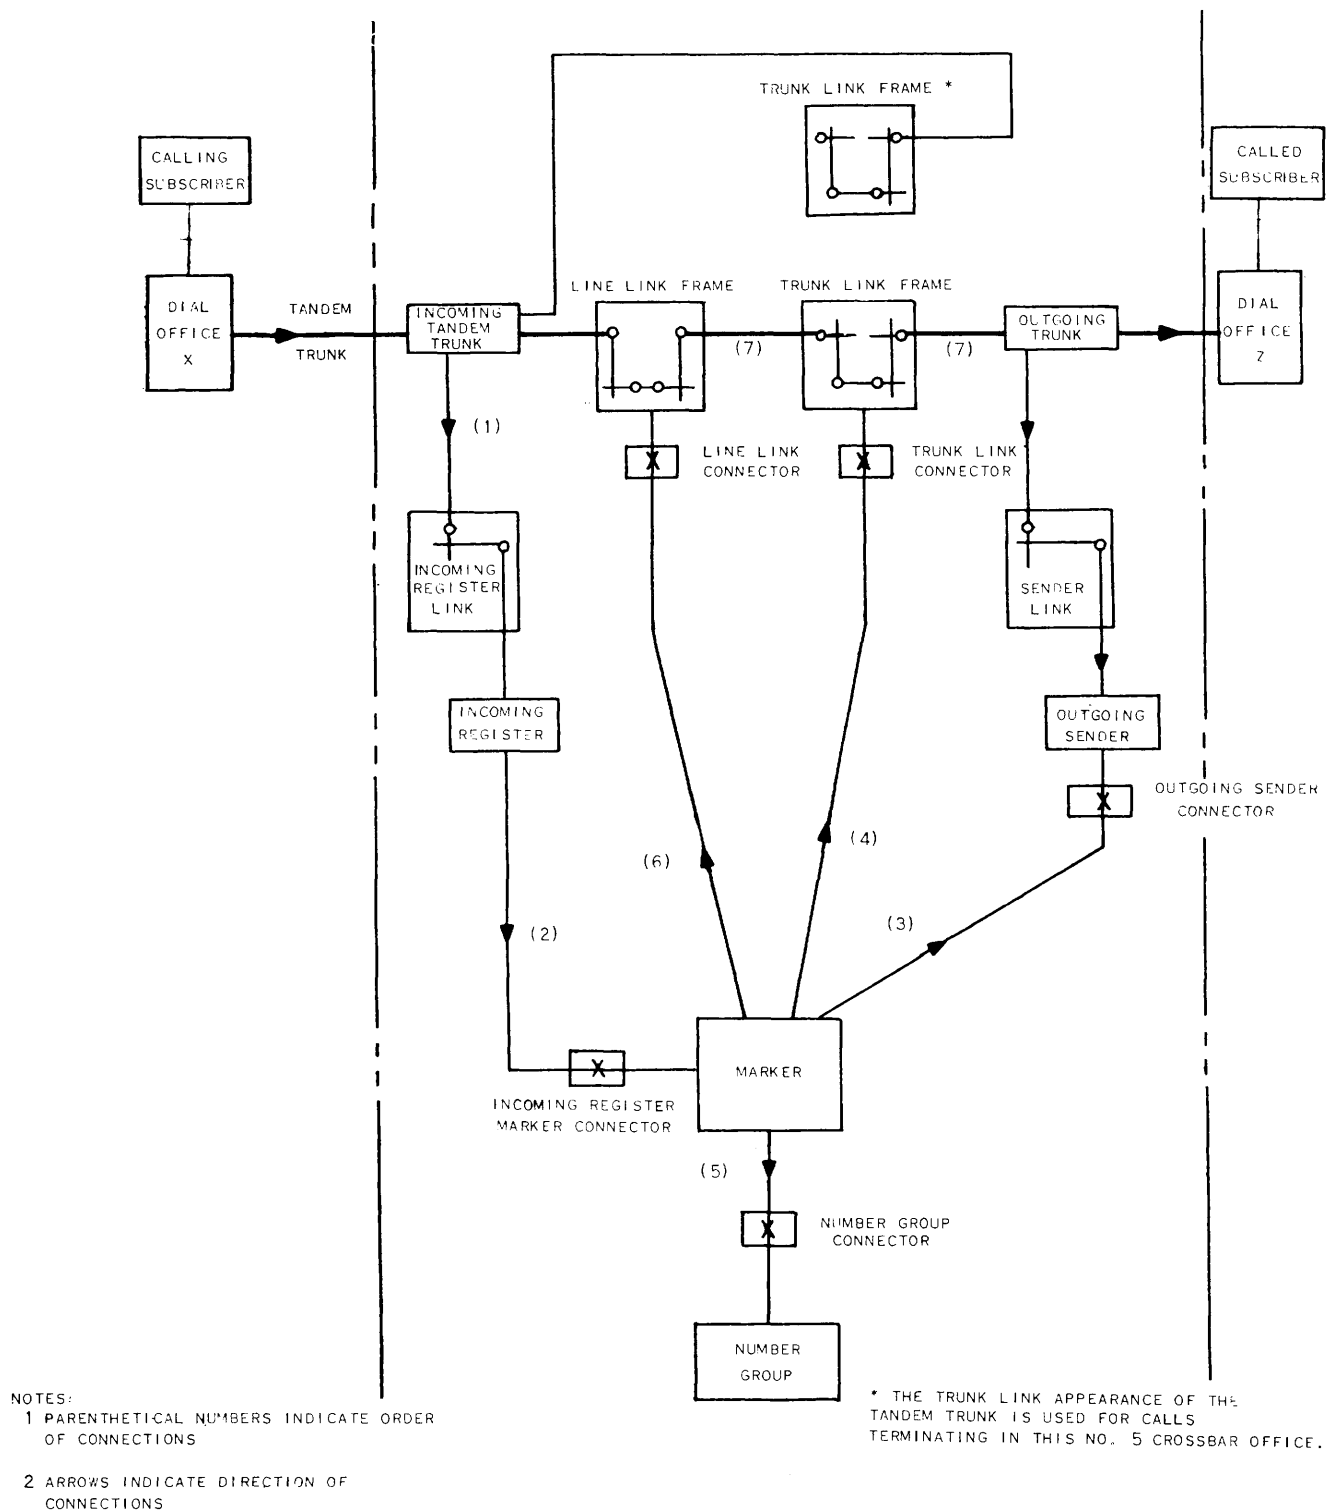 TRUNK LINK FRAME *
CALLING
SUBSCRIBER
CALLED
SUBSCRIBER
DIAL
OFFICE
X
TANDEM
TRUNK
INCOMING
TANDEM
TRUNK
LINE LINK FRAME
TRUNK LINK FRAME
(7)
(7)
OUTGOING
TRUNK
DIAL
OFFICE
Z
(1)
LINE LINK
CONNECTOR
TRUNK LINK
CONNECTOR
INCOMING
REGISTER
LINK
SENDER
LINK
INCOMING
REGISTER
OUTGOING
SENDER
OUTGOING SENDER
CONNECTOR
(6)
(4)
(2)
(3)
MARKER
INCOMING REGISTER
MARKER CONNECTOR
(5)
NUMBER GROUP
CONNECTOR
NUMBER
GROUP
NOTES:
1 PARENTHETICAL NUMBERS INDICATE ORDER
OF CONNECTIONS
2 ARROWS INDICATE DIRECTION OF
CONNECTIONS
* THE TRUNK LINK APPEARANCE OF THE
TANDEM TRUNK IS USED FOR CALLS
TERMINATING IN THIS NO. 5 CROSSBAR OFFICE.